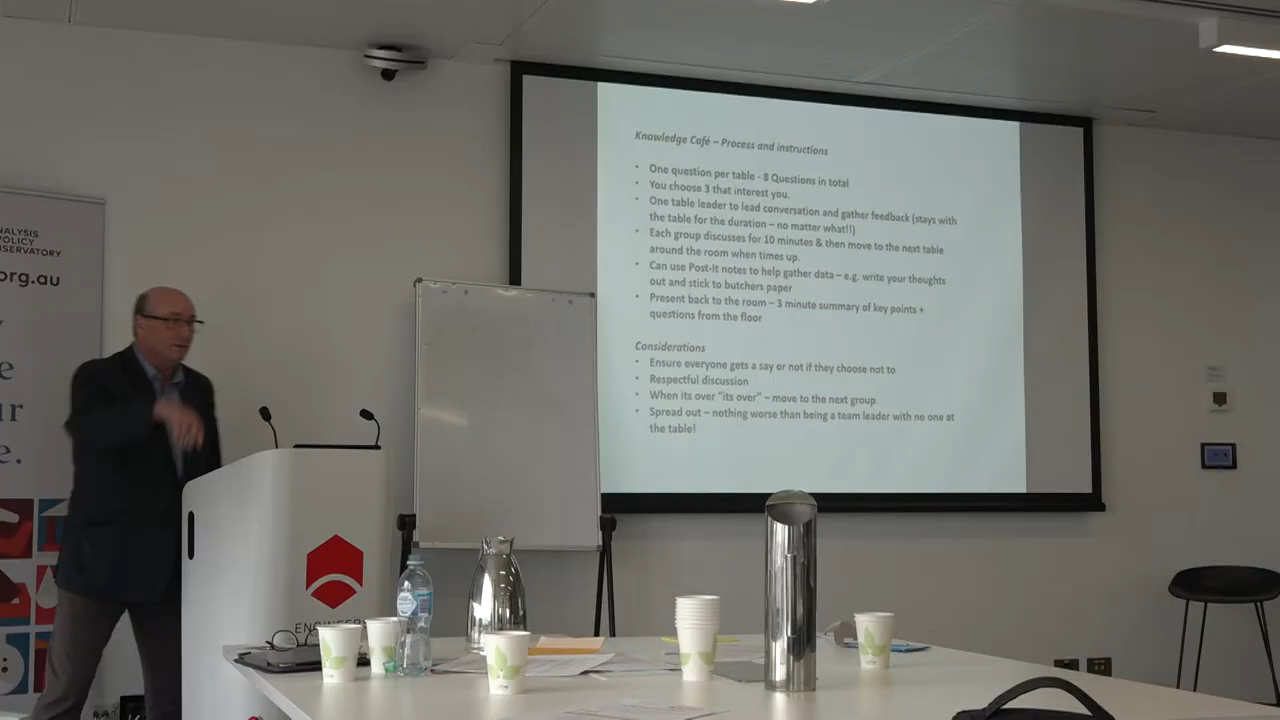 NALYSIS
POLICY
SERVATORY
org.au
e
ur
e.
Knowledge Café – Process and instructions
• One question per table - 8 Questions in total
• You choose 3 that interest you.
• One table leader to lead conversation and gather feedback (stays with
the table for the duration – no matter what!!)
• Each group discusses for 10 minutes & then move to the next table
around the room when times up.
• Can use Post-It notes to help gather data – e.g. write your thoughts
out and stick to butchers paper
• Present back to the room – 3 minute summary of key points +
questions from the floor
Considerations
• Ensure everyone gets a say or not if they choose not to
• Respectful discussion
• When its over "its over" – move to the next group.
• Spread out – nothing worse than being a team leader with no one at
the table!
ENGINEER